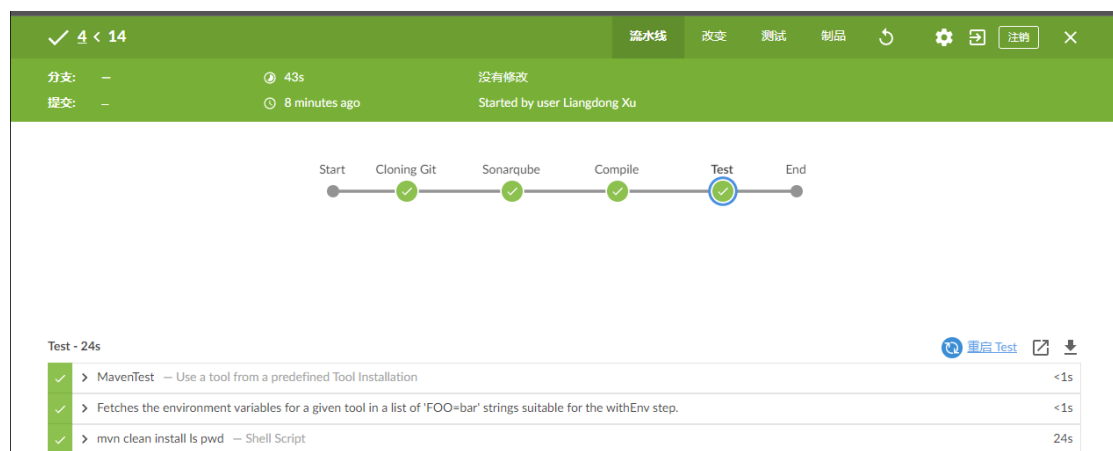 4 < 14 流水线 改变 测试 制品 注销
分支: — 43s 没有修改
提交: — 8 minutes ago Started by user Liangdong Xu
Start Cloning Git Sonarqube Compile Test End
Test - 24s 重启 Test
MavenTest — Use a tool from a predefined Tool Installation <1s
Fetches the environment variables for a given tool in a list of 'FOO=bar' strings suitable for the withEnv step. <1s
mvn clean install ls pwd — Shell Script 24s